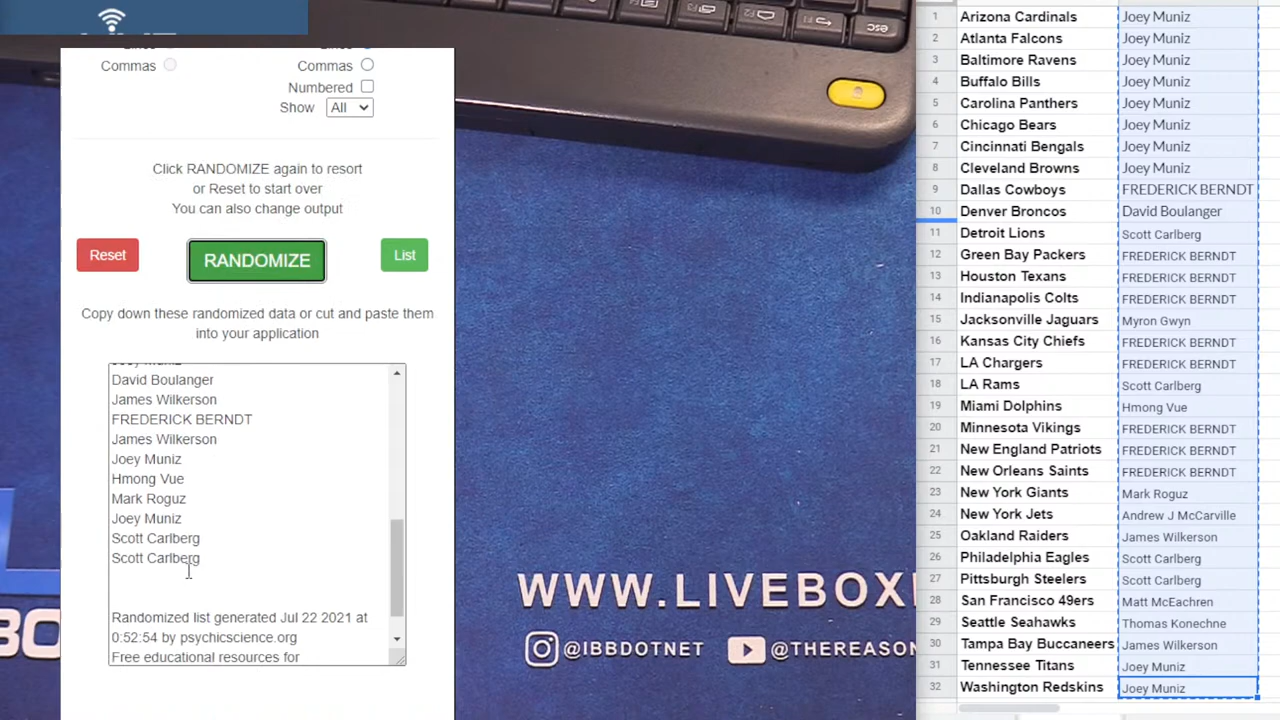 Commas
Commas
Numbered
Show All
Click RANDOMIZE again to resort
or Reset to start over
You can also change output
Reset
RANDOMIZE
List
Copy down these randomized data or cut and paste them
into your application
Joey Muniz
David Boulanger
James Wilkerson
FREDERICK BERNDT
James Wilkerson
Joey Muniz
Hmong Vue
Mark Roguz
Joey Muniz
Scott Carlberg
Scott Carlberg
Randomized list generated Jul 22 2021 at
0:52:54 by psychicscience.org
Free educational resources for
esc
WWW.LIVEBOX
@IBBDOTNET
@THEREASON
1 Arizona Cardinals Joey Muniz
2 Atlanta Falcons Joey Muniz
3 Baltimore Ravens Joey Muniz
4 Buffalo Bills Joey Muniz
5 Carolina Panthers Joey Muniz
6 Chicago Bears Joey Muniz
7 Cincinnati Bengals Joey Muniz
8 Cleveland Browns Joey Muniz
9 Dallas Cowboys FREDERICK BERNDT
10 Denver Broncos David Boulanger
11 Detroit Lions Scott Carlberg
12 Green Bay Packers FREDERICK BERNDT
13 Houston Texans FREDERICK BERNDT
14 Indianapolis Colts FREDERICK BERNDT
15 Jacksonville Jaguars Myron Gwyn
16 Kansas City Chiefs FREDERICK BERNDT
17 LA Chargers FREDERICK BERNDT
18 LA Rams Scott Carlberg
19 Miami Dolphins Hmong Vue
20 Minnesota Vikings FREDERICK BERNDT
21 New England Patriots FREDERICK BERNDT
22 New Orleans Saints FREDERICK BERNDT
23 New York Giants Mark Roguz
24 New York Jets Andrew J McCarville
25 Oakland Raiders James Wilkerson
26 Philadelphia Eagles Scott Carlberg
27 Pittsburgh Steelers Scott Carlberg
28 San Francisco 49ers Matt McEachren
29 Seattle Seahawks Thomas Konechne
30 Tampa Bay Buccaneers James Wilkerson
31 Tennessee Titans Joey Muniz
32 Washington Redskins Joey Muniz